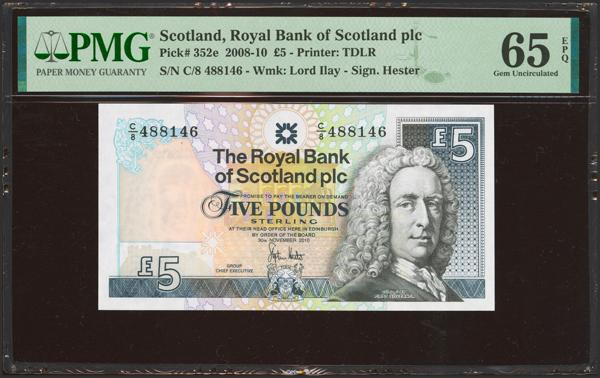 PMG
PAPER MONEY GUARANTY
Scotland, Royal Bank of Scotland plc
Pick# 352e 2008-10 £5 - Printer: TDLR
S/N C/8 488146 - Wmk: Lord Ilay - Sign. Hester
65 EPQ
Gem Uncirculated
C/8 488146
C/8 488146
£5
The Royal Bank
of Scotland plc
PROMISE TO PAY THE BEARER ON DEMAND
FIVE POUNDS
STERLING
AT THEIR HEAD OFFICE HERE IN EDINBURGH
BY ORDER OF THE BOARD
30TH NOVEMBER 2010
GROUP
CHIEF EXECUTIVE
£5